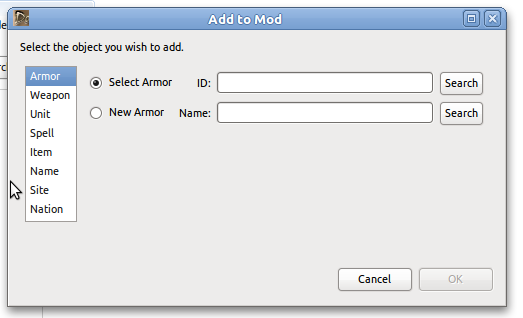 Add to Mod
Select the object you wish to add.
Armor
Weapon
Unit
Spell
Item
Name
Site
Nation
Select Armor ID: Search
New Armor Name: Search
Cancel OK